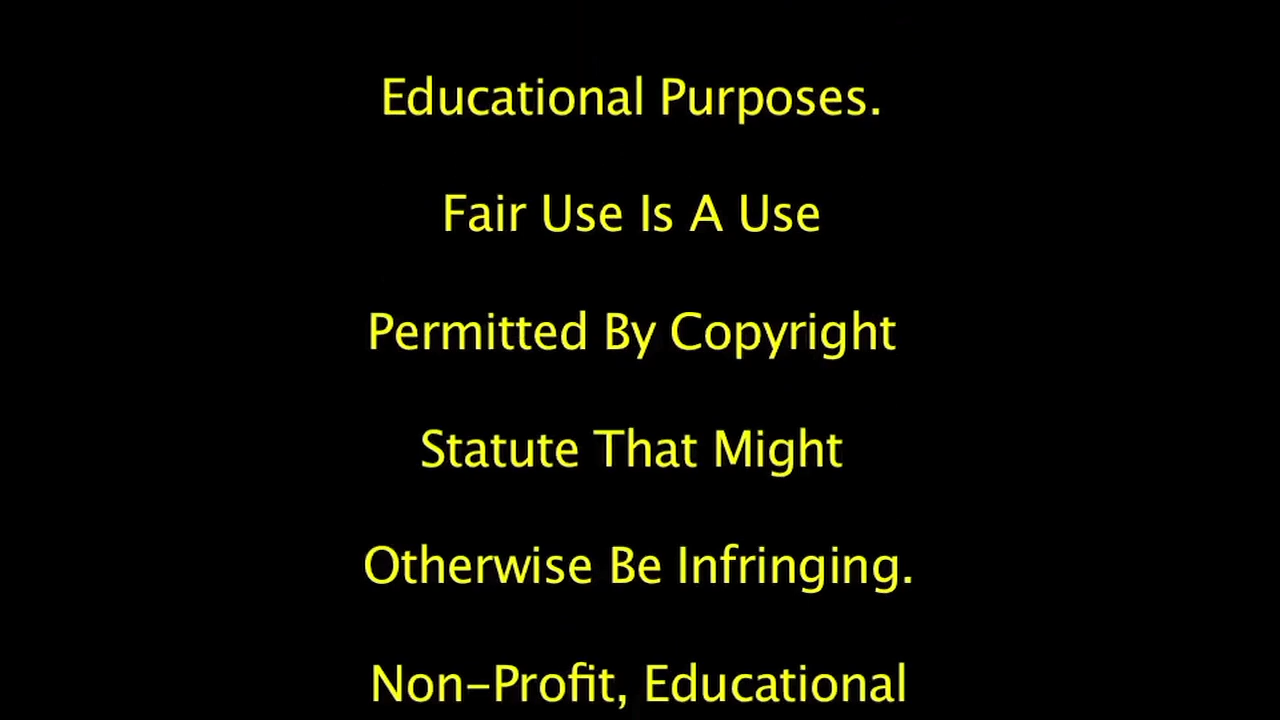 Educational Purposes.
Fair Use Is A Use
Permitted By Copyright
Statute That Might
Otherwise Be Infringing.
Non-Profit, Educational